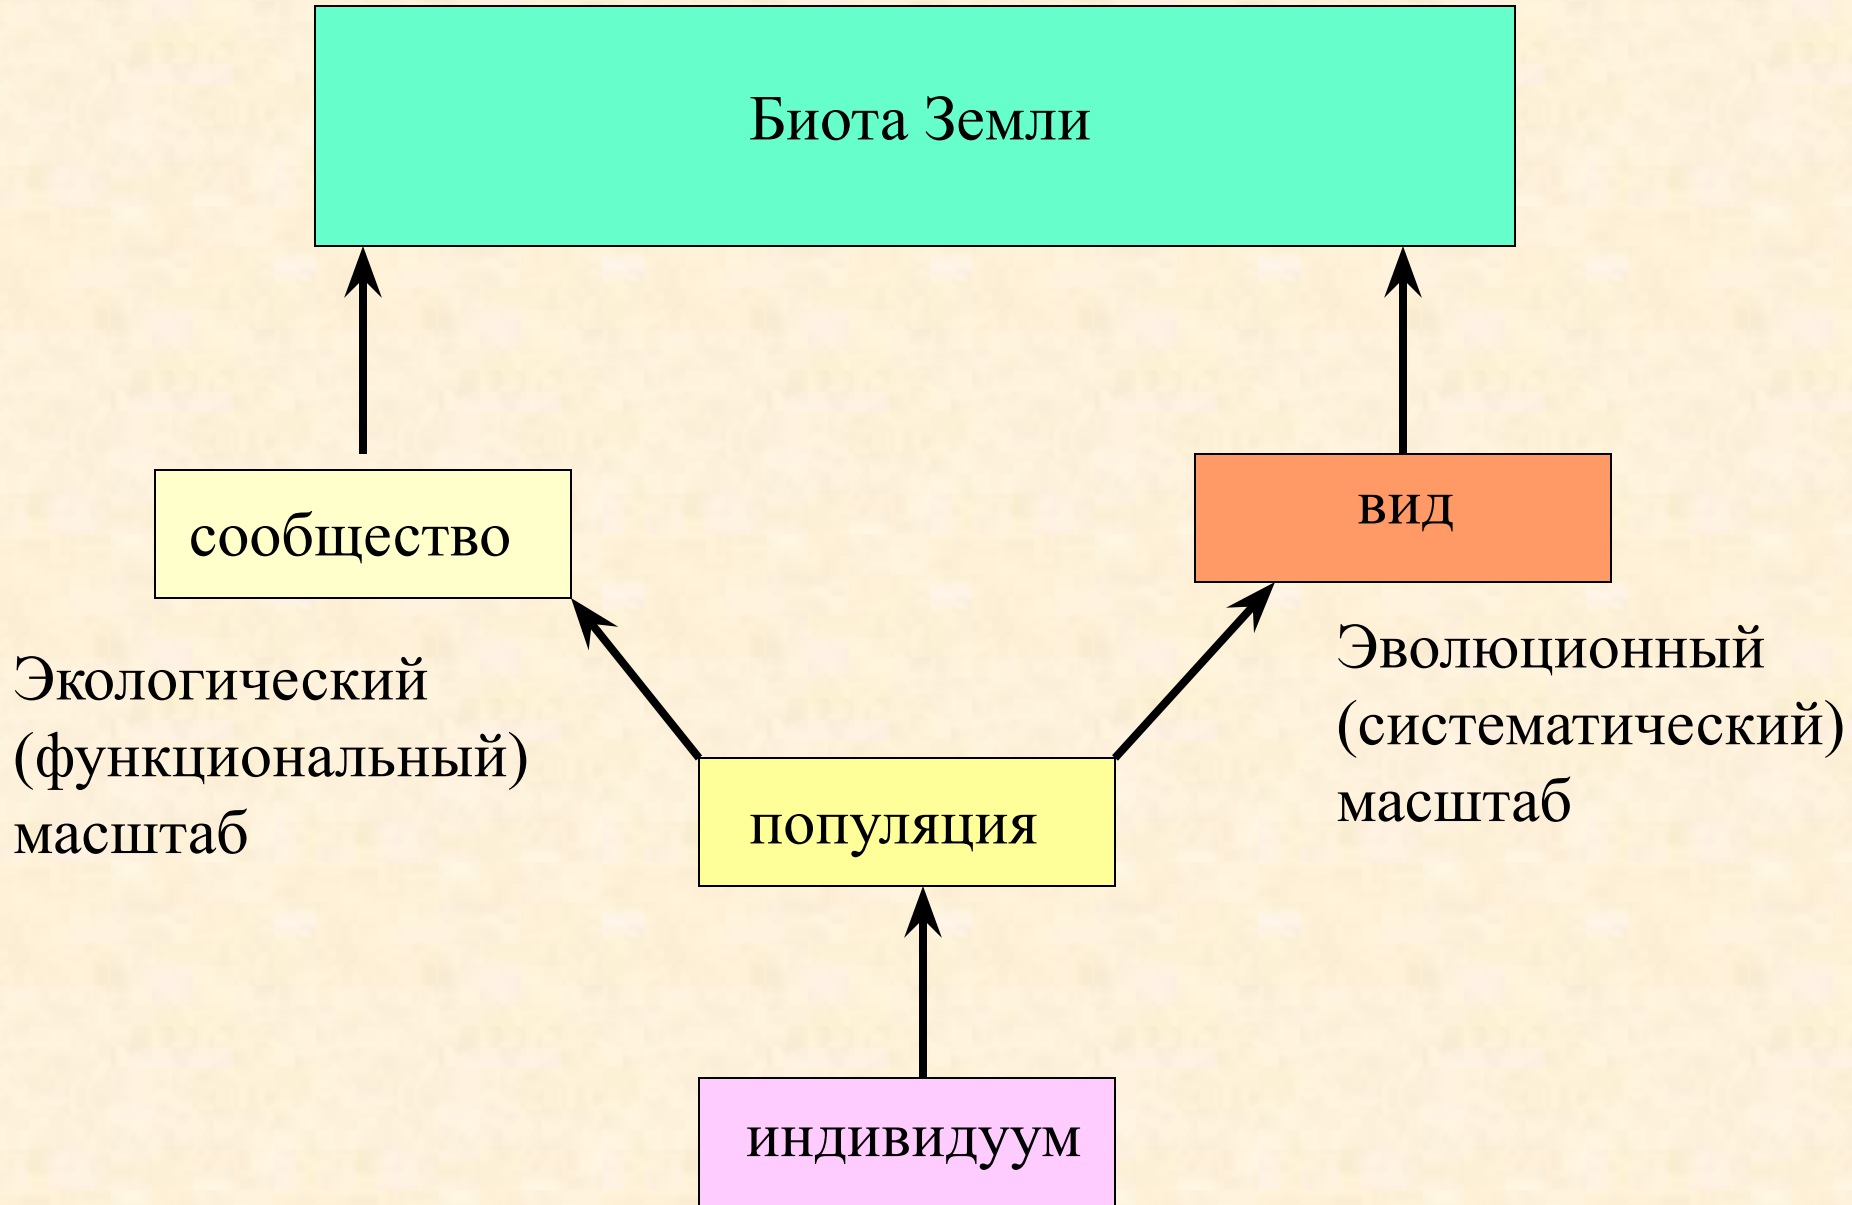 Биота Земли
сообщество
вид
Экологический
(функциональный)
масштаб
Эволюционный
(систематический)
масштаб
популяция
индивидуум